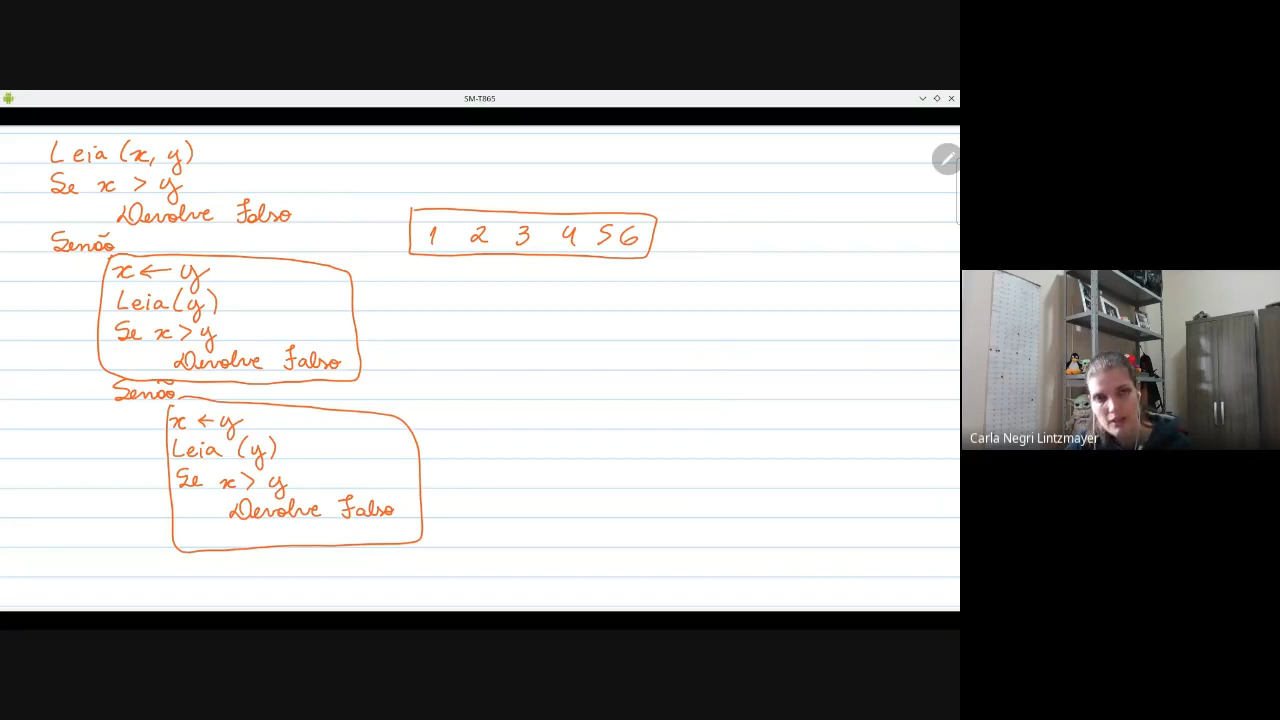 SM-T865
Leia (x, y)
Se x > y
Devolve Falso
Senão
x ← y
Leia (y)
Se x > y
Devolve Falso
Senão
x ← y
Leia (y)
Se x > y
Devolve Falso
1 2 3 4 5 6
Carla Negri Lintzmayer